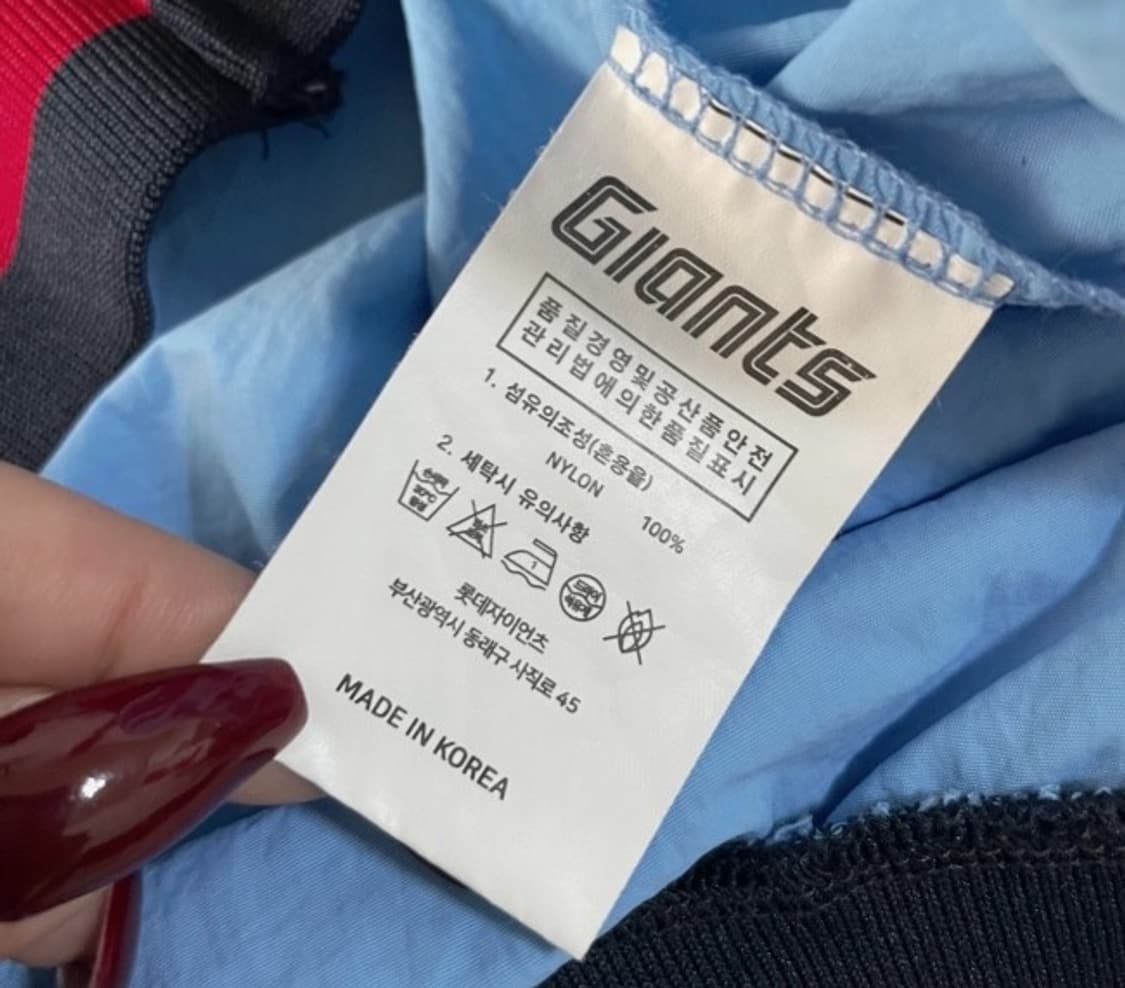 Giants
품질경영및공산품안전
관리법에의한품질표시
1. 섬유의조성(혼용율)
NYLON 100%
2. 세탁시 유의사항
드라이
롯데자이언츠
부산광역시 동래구 사직로 45
MADE IN KOREA